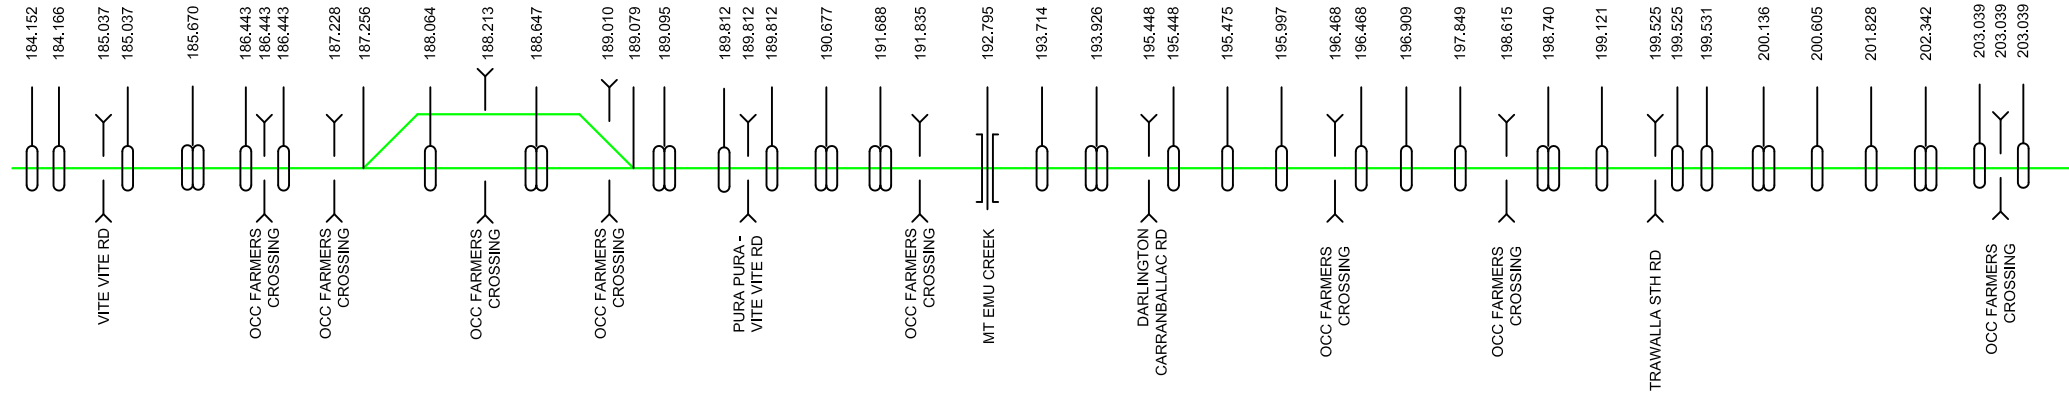 184.152
184.166
185.037
185.037
185.670
186.443
186.443
186.443
187.228
187.256
188.064
188.213
188.647
189.010
189.079
189.095
189.812
189.812
189.812
190.677
191.688
191.835
192.795
193.714
193.926
195.448
195.448
195.475
195.997
196.468
196.468
196.909
197.849
198.615
198.740
199.121
199.525
199.525
199.531
200.136
200.605
201.828
202.342
203.039
203.039
203.039
VITE VITE RD
OCC FARMERS
CROSSING
OCC FARMERS
CROSSING
OCC FARMERS
CROSSING
OCC FARMERS
CROSSING
PURA PURA -
VITE VITE RD
OCC FARMERS
CROSSING
MT EMU CREEK
DARLINGTON
CARRANBALLAC RD
OCC FARMERS
CROSSING
OCC FARMERS
CROSSING
TRAWALLA STH RD
OCC FARMERS
CROSSING